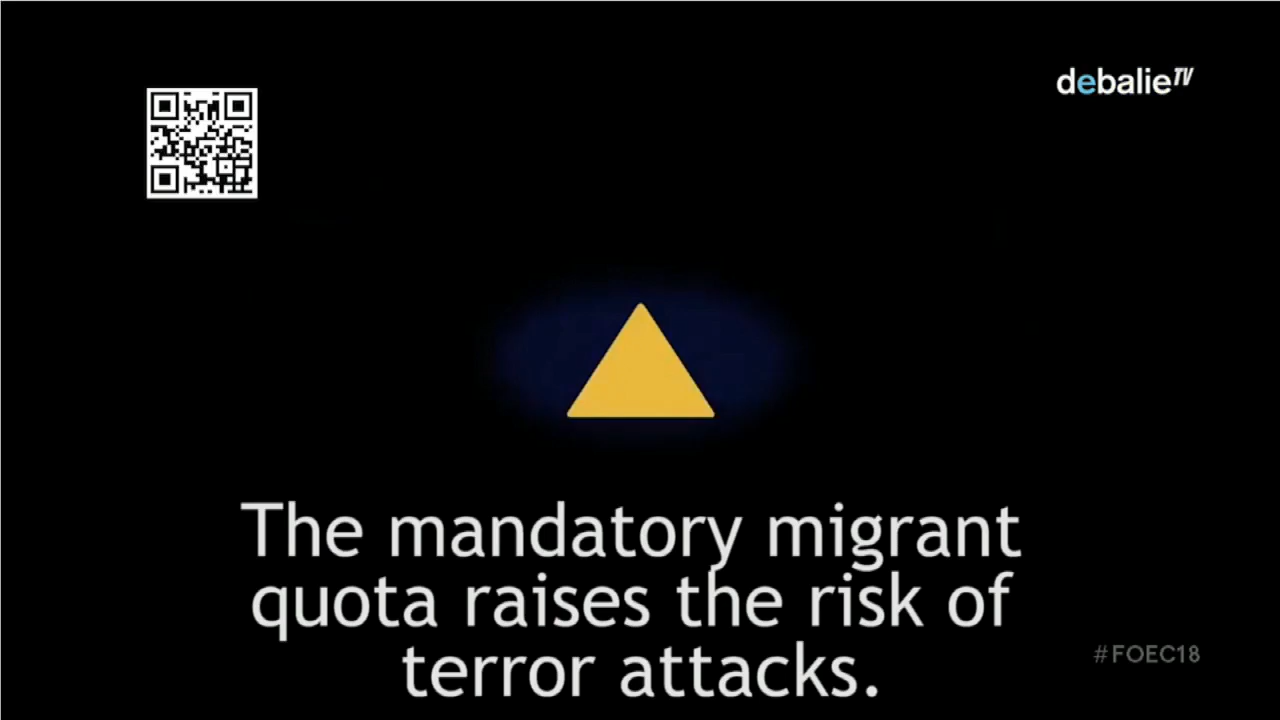 debalieTV
The mandatory migrant
quota raises the risk of
terror attacks.
#FOEC18